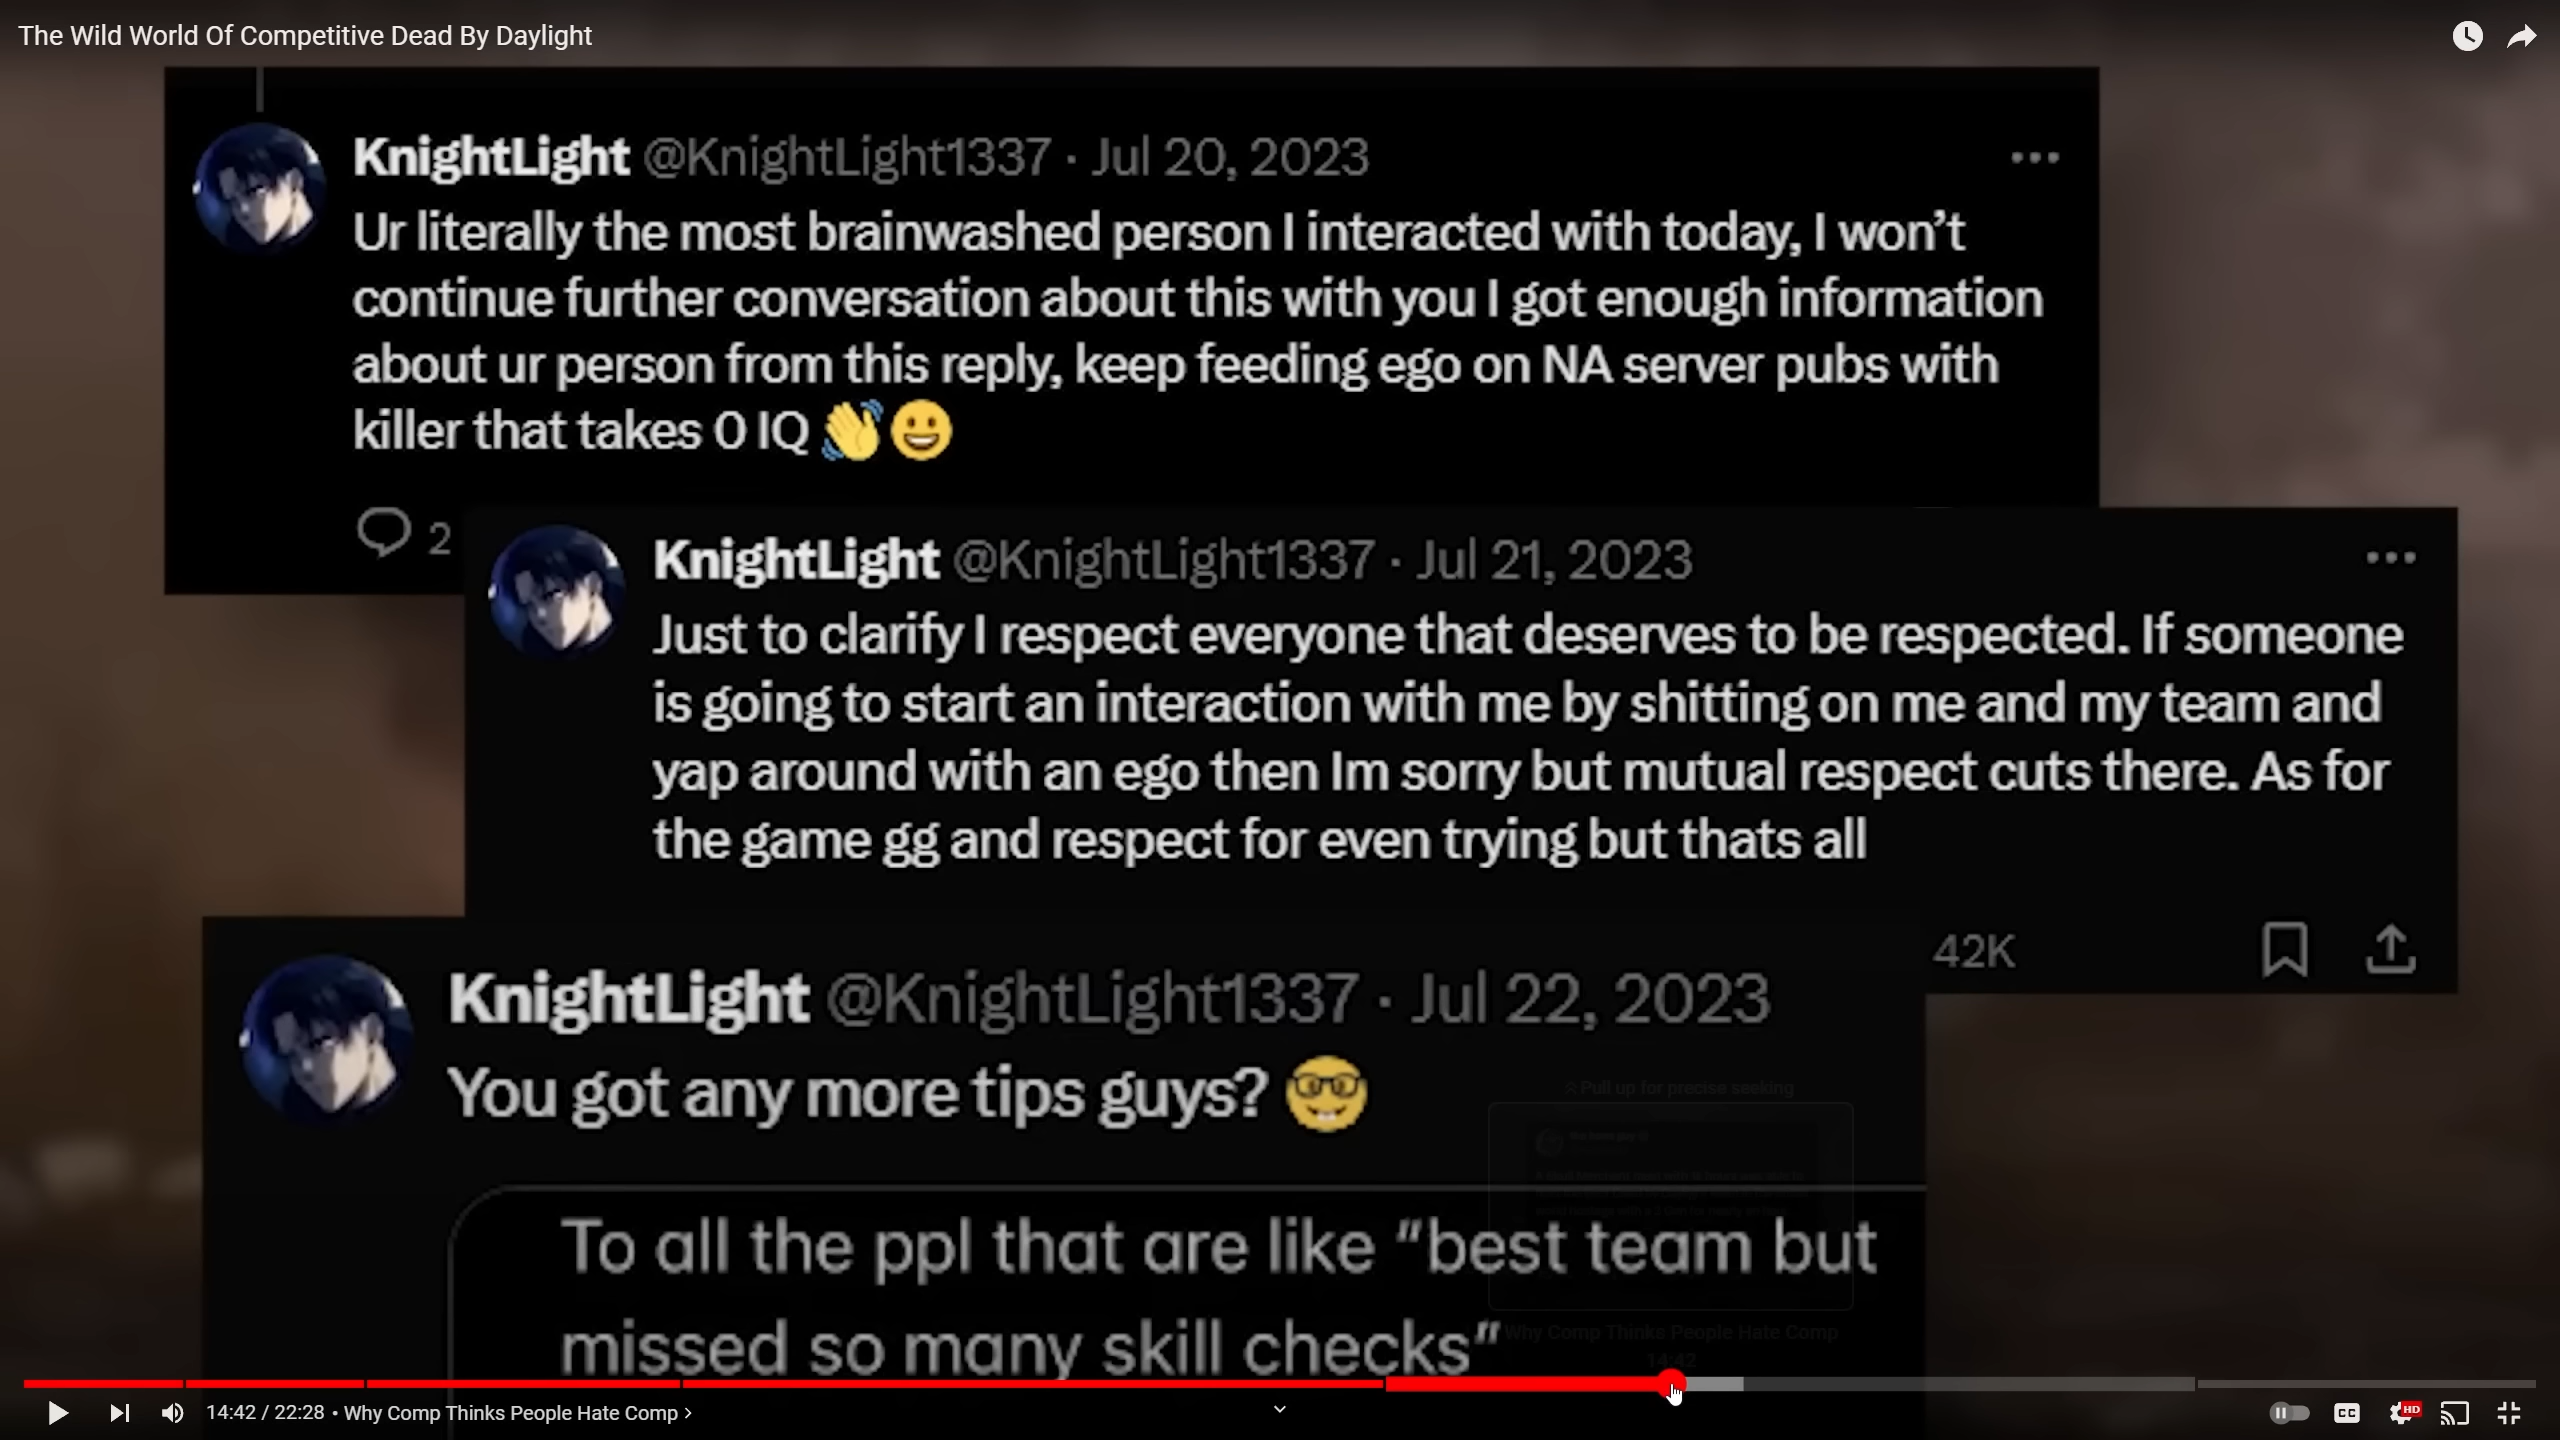 The Wild World Of Competitive Dead By Daylight
KnightLight @KnightLight1337 · Jul 20, 2023
Ur literally the most brainwashed person I interacted with today, I won't
continue further conversation about this with you I got enough information
about ur person from this reply, keep feeding ego on NA server pubs with
killer that takes 0 IQ 👋😀
2
KnightLight @KnightLight1337 · Jul 21, 2023
Just to clarify I respect everyone that deserves to be respected. If someone
is going to start an interaction with me by shitting on me and my team and
yap around with an ego then Im sorry but mutual respect cuts there. As for
the game gg and respect for even trying but thats all
42K
KnightLight @KnightLight1337 · Jul 22, 2023
You got any more tips guys? 🤓
Pull up for precise seeking
To all the ppl that are like "best team but
missed so many skill checks"
Why Comp Thinks People Hate Comp
14:42
14:42 / 22:28 • Why Comp Thinks People Hate Comp >
CC
HD